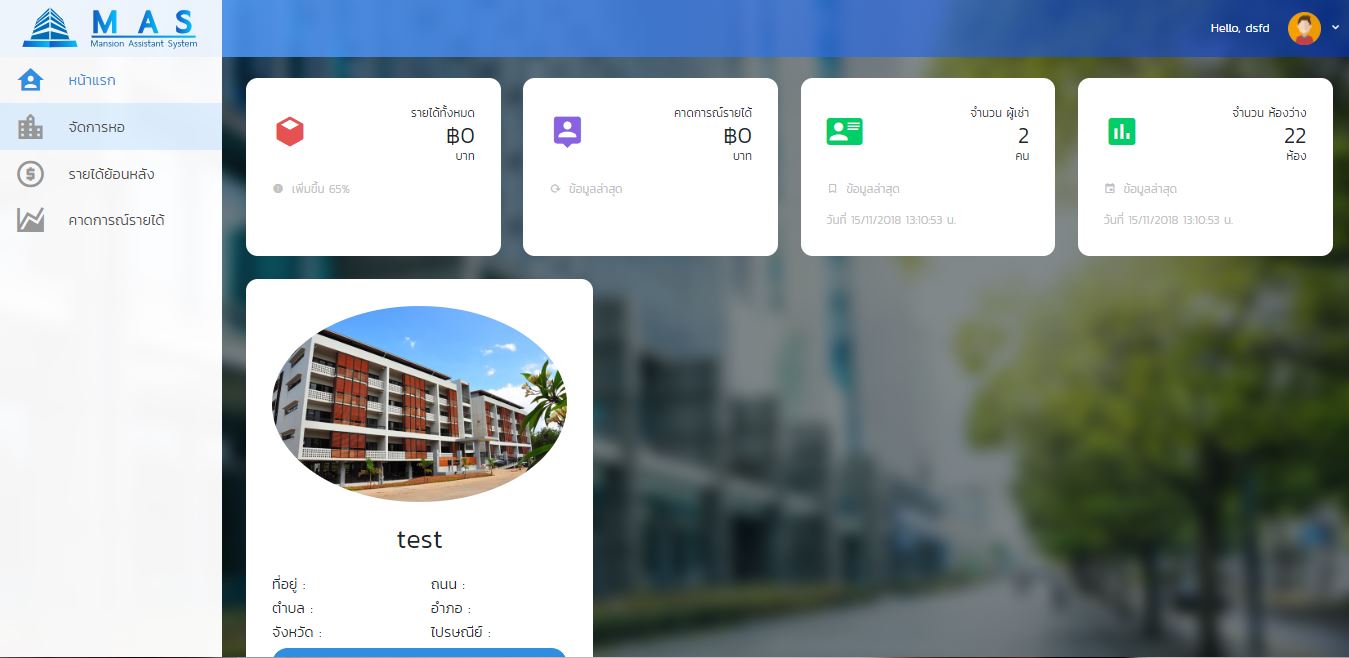 M A S
Mansion Assistant System
Hello, dsfd
หน้าแรก
จัดการหอ
รายได้ย้อนหลัง
คาดการณ์รายได้
รายได้ทั้งหมด
฿0
บาท
เพิ่มขึ้น 65%
คาดการณ์รายได้
฿0
บาท
ข้อมูลล่าสุด
จำนวน ผู้เช่า
2
คน
ข้อมูลล่าสุด
วันที่ 15/11/2018 13:10:53 น.
จำนวน ห้องว่าง
22
ห้อง
ข้อมูลล่าสุด
วันที่ 15/11/2018 13:10:53 น.
test
ที่อยู่ : ถนน :
ตำบล : อำภอ :
จังหวัด : ไปรษณีย์ :